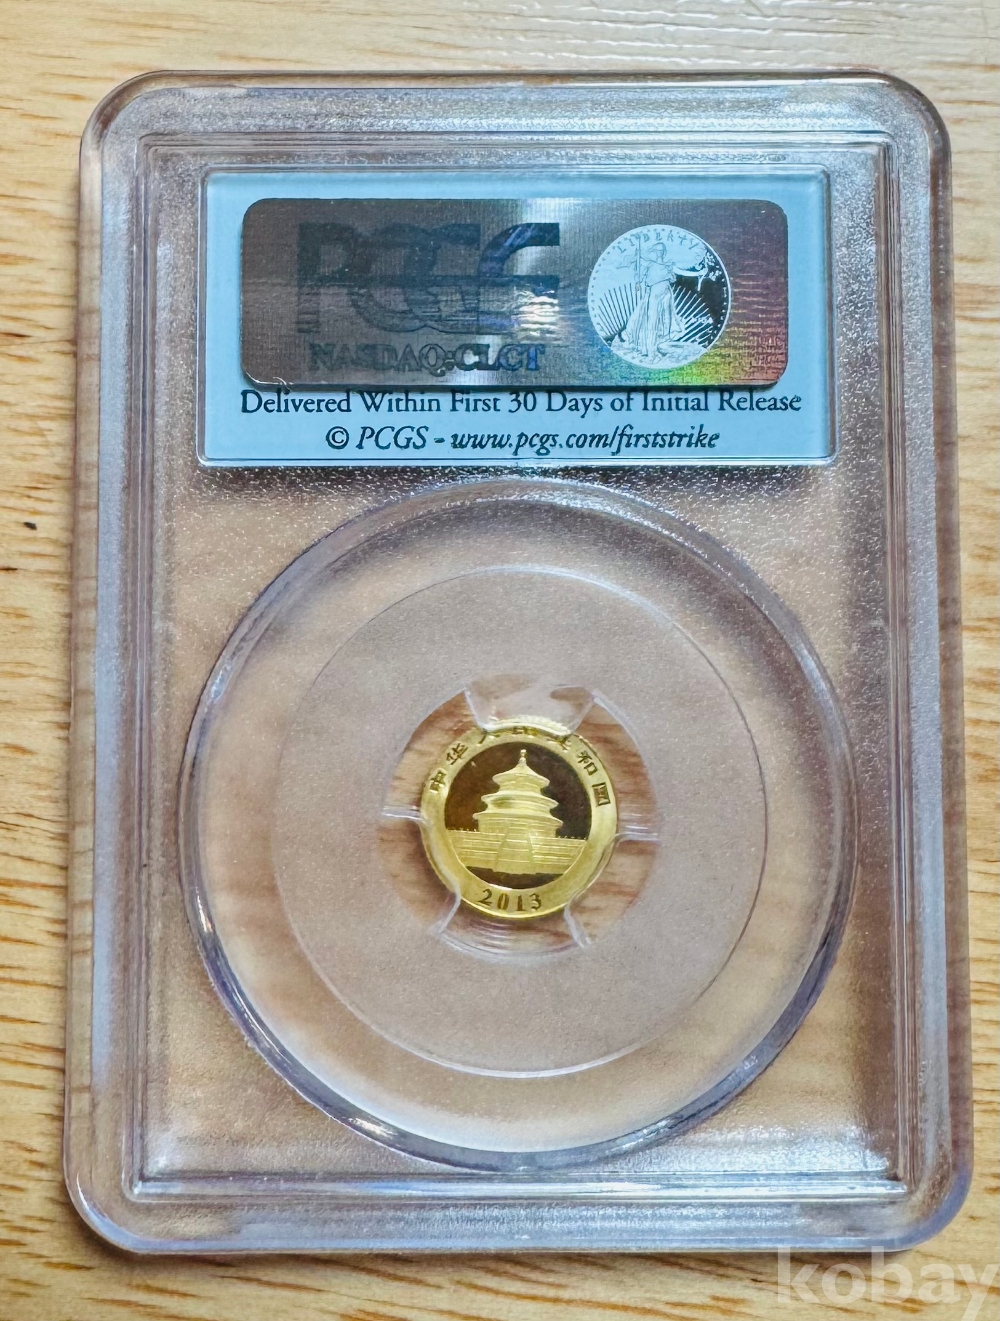 PCGS
LIBERTY
NASDAQ:CLCT
Delivered Within First 30 Days of Initial Release
© PCGS - www.pcgs.com/firststrike
中华人民共和國
2013
kobay